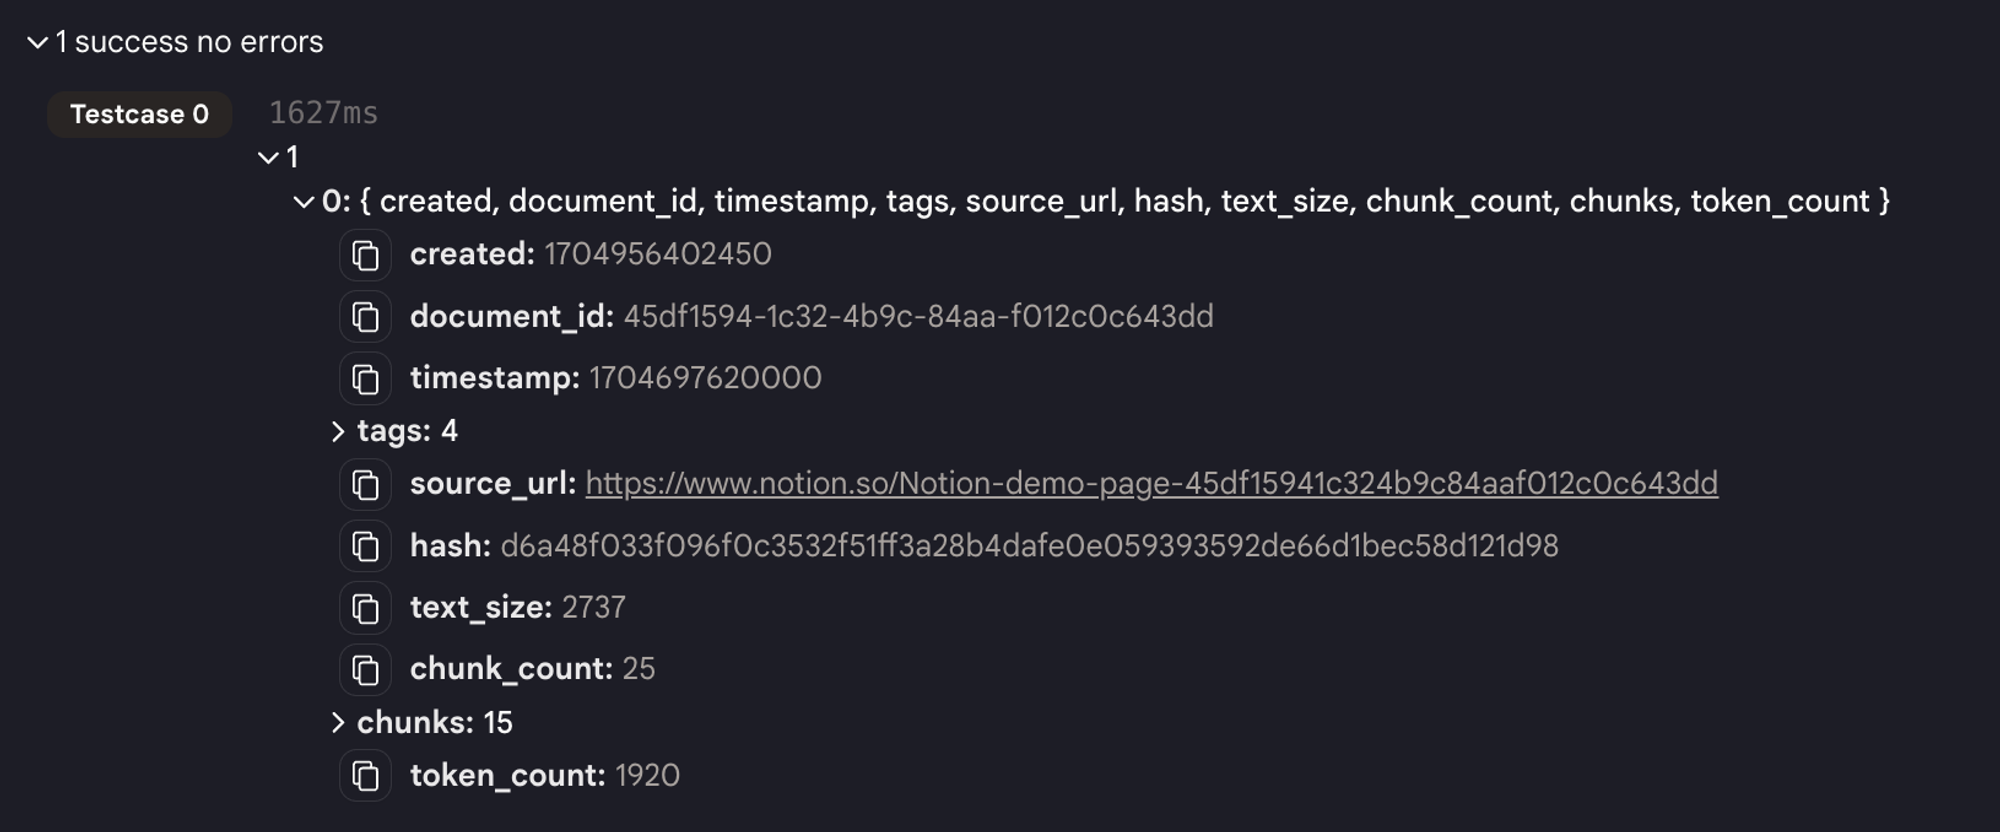 1 success no errors
Testcase 0 1627ms
1
0: { created, document_id, timestamp, tags, source_url, hash, text_size, chunk_count, chunks, token_count }
created: 1704956402450
document_id: 45df1594-1c32-4b9c-84aa-f012c0c643dd
timestamp: 1704697620000
tags: 4
source_url: https://www.notion.so/Notion-demo-page-45df15941c324b9c84aaf012c0c643dd
hash: d6a48f033f096f0c3532f51ff3a28b4dafe0e059393592de66d1bec58d121d98
text_size: 2737
chunk_count: 25
chunks: 15
token_count: 1920